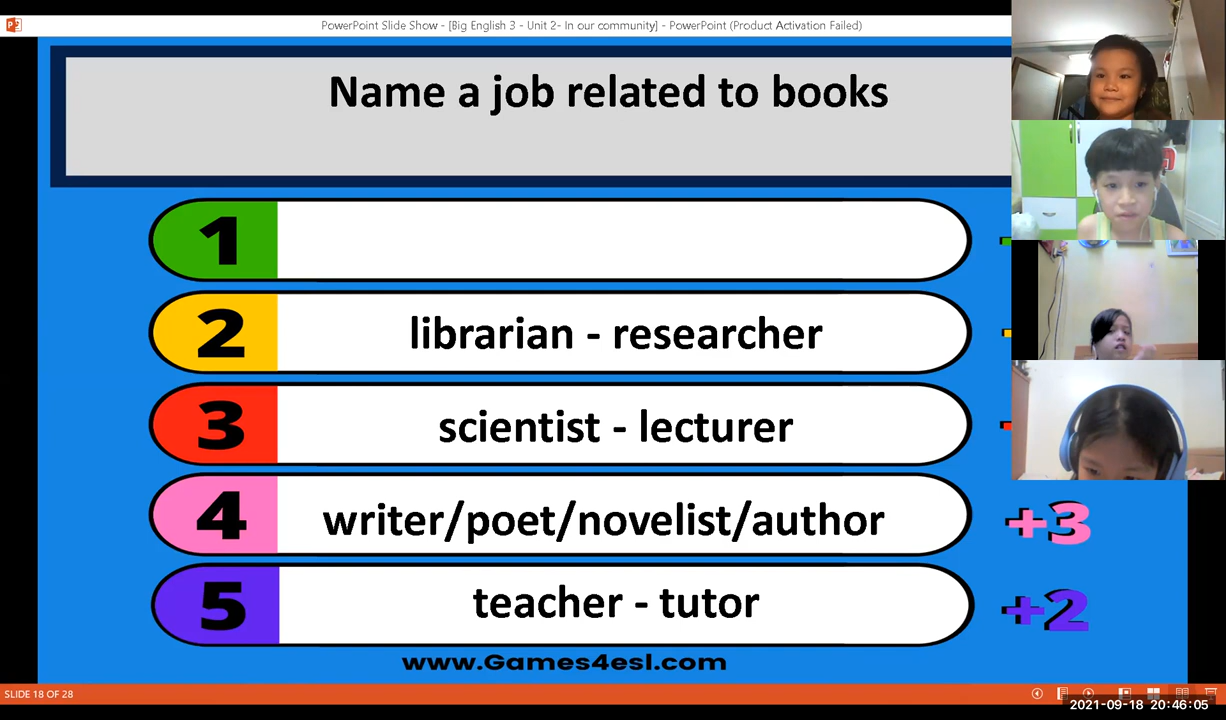 PowerPoint Slide Show - [Big English 3 - Unit 2- In our community] - PowerPoint (Product Activation Failed)
Name a job related to books
1
2 librarian - researcher
3 scientist - lecturer
4 writer/poet/novelist/author +3
5 teacher - tutor +2
www.Games4esl.com
SLIDE 18 OF 28
2021-09-18 20:46:05